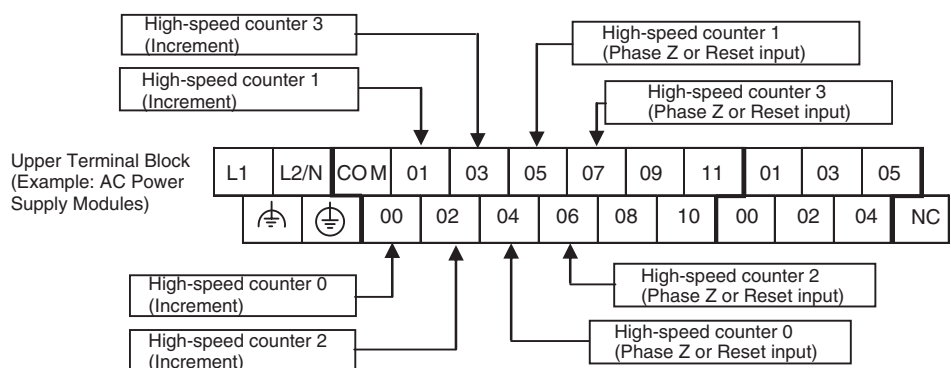 High-speed counter 3
(Increment)
High-speed counter 1
(Phase Z or Reset input)
High-speed counter 1
(Increment)
High-speed counter 3
(Phase Z or Reset input)
Upper Terminal Block
(Example: AC Power
Supply Modules)
L1 L2/N COM 01 03 05 07 09 11 01 03 05
00 02 04 06 08 10 00 02 04 NC
High-speed counter 0
(Increment)
High-speed counter 2
(Phase Z or Reset input)
High-speed counter 2
(Increment)
High-speed counter 0
(Phase Z or Reset input)